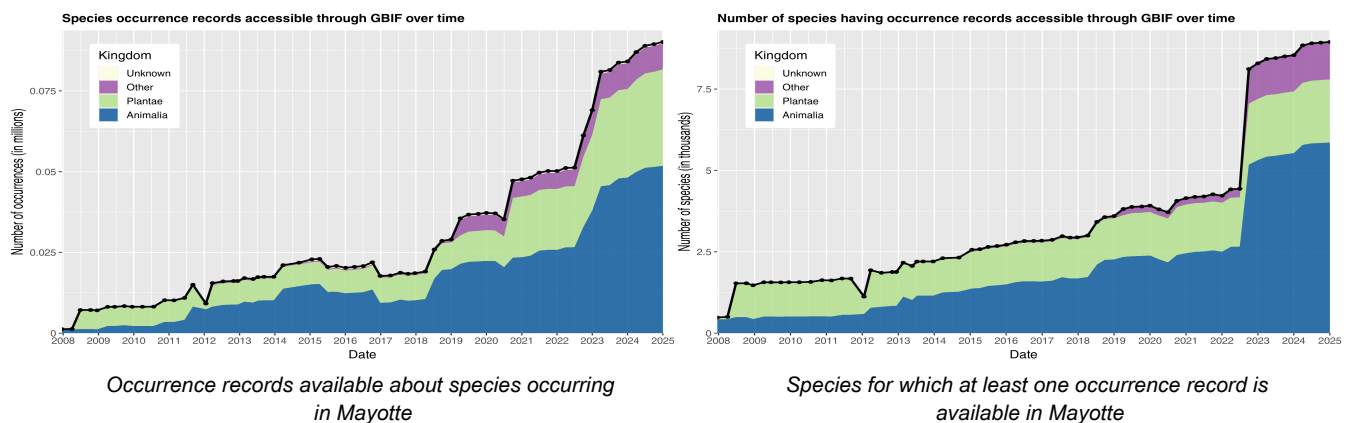 Species occurrence records accessible through GBIF over time
Number of occurrences (in millions)
0.075
0.05
0.025
0
Kingdom
Unknown
Other
Plantae
Animalia
2008 2009 2010 2011 2012 2013 2014 2015 2016 2017 2018 2019 2020 2021 2022 2023 2024 2025
Date
Occurrence records available about species occurring
in Mayotte
Number of species having occurrence records accessible through GBIF over time
Number of species (in thousands)
7.5
5
2.5
0
Kingdom
Unknown
Other
Plantae
Animalia
2008 2009 2010 2011 2012 2013 2014 2015 2016 2017 2018 2019 2020 2021 2022 2023 2024 2025
Date
Species for which at least one occurrence record is
available in Mayotte